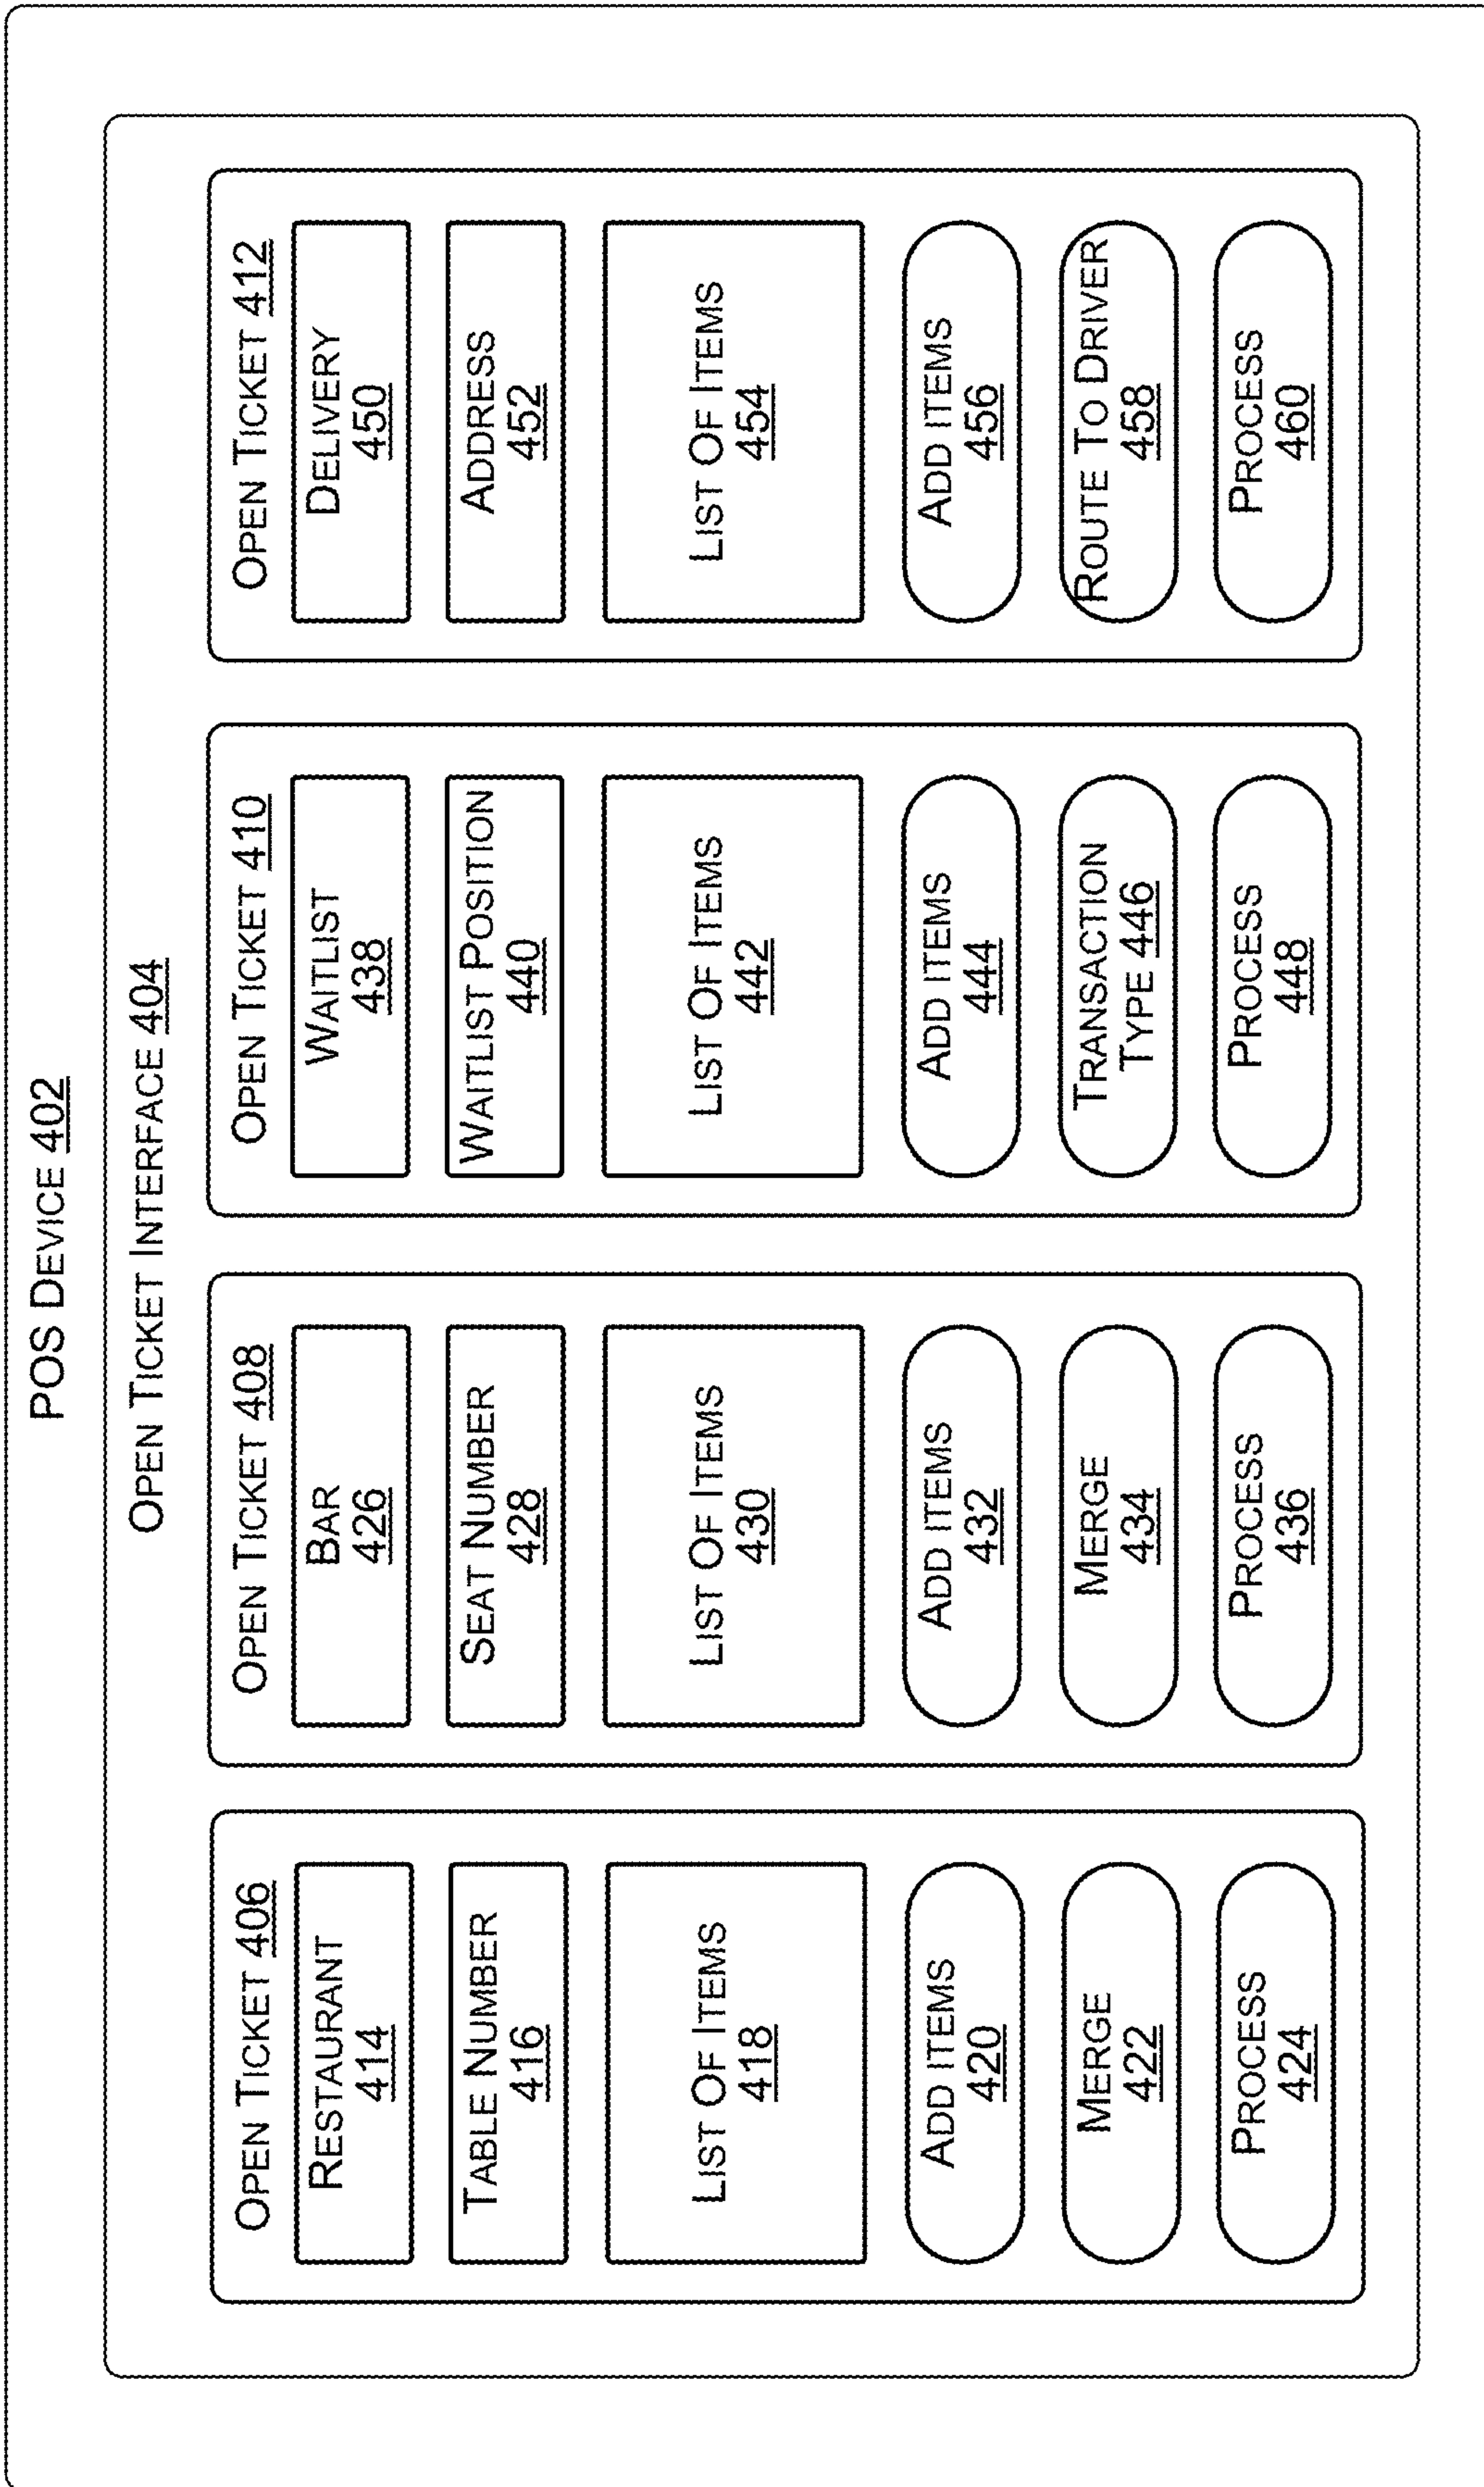 POS DEVICE 402
OPEN TICKET INTERFACE 404
OPEN TICKET 406
RESTAURANT
414
TABLE NUMBER
416
LIST OF ITEMS
418
ADD ITEMS
420
MERGE
422
PROCESS
424
OPEN TICKET 408
BAR
426
SEAT NUMBER
428
LIST OF ITEMS
430
ADD ITEMS
432
MERGE
434
PROCESS
436
OPEN TICKET 410
WAITLIST
438
WAITLIST POSITION
440
LIST OF ITEMS
442
ADD ITEMS
444
TRANSACTION
TYPE 446
PROCESS
448
OPEN TICKET 412
DELIVERY
450
ADDRESS
452
LIST OF ITEMS
454
ADD ITEMS
456
ROUTE TO DRIVER
458
PROCESS
460